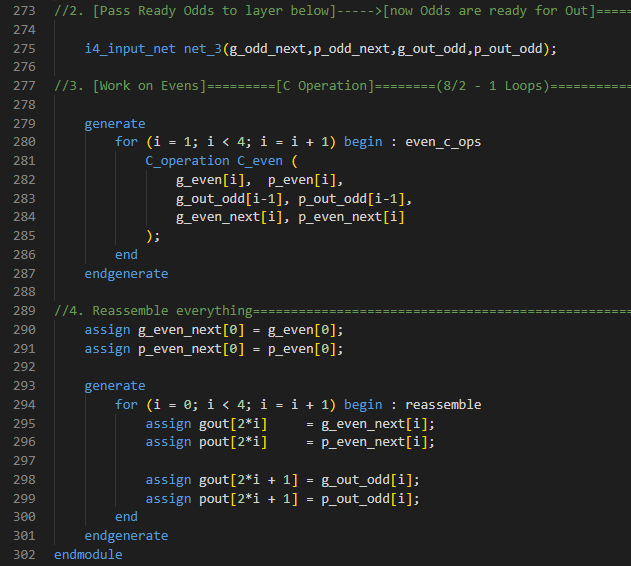 273 //2. [Pass Ready Odds to layer below]----->[now Odds are ready for Out]=====
274
275     i4_input_net net_3(g_odd_next,p_odd_next,g_out_odd,p_out_odd);
276
277 //3. [Work on Evens]=========[C Operation]========(8/2 - 1 Loops)===========
278
279     generate
280         for (i = 1; i < 4; i = i + 1) begin : even_c_ops
281             C_operation C_even (
282                 g_even[i],  p_even[i],
283                 g_out_odd[i-1], p_out_odd[i-1],
284                 g_even_next[i], p_even_next[i]
285             );
286         end
287     endgenerate
288
289 //4. Reassemble everything==================================================
290     assign g_even_next[0] = g_even[0];
291     assign p_even_next[0] = p_even[0];
292
293     generate
294         for (i = 0; i < 4; i = i + 1) begin : reassemble
295             assign gout[2*i]     = g_even_next[i];
296             assign pout[2*i]     = p_even_next[i];
297
298             assign gout[2*i + 1] = g_out_odd[i];
299             assign pout[2*i + 1] = p_out_odd[i];
300         end
301     endgenerate
302 endmodule